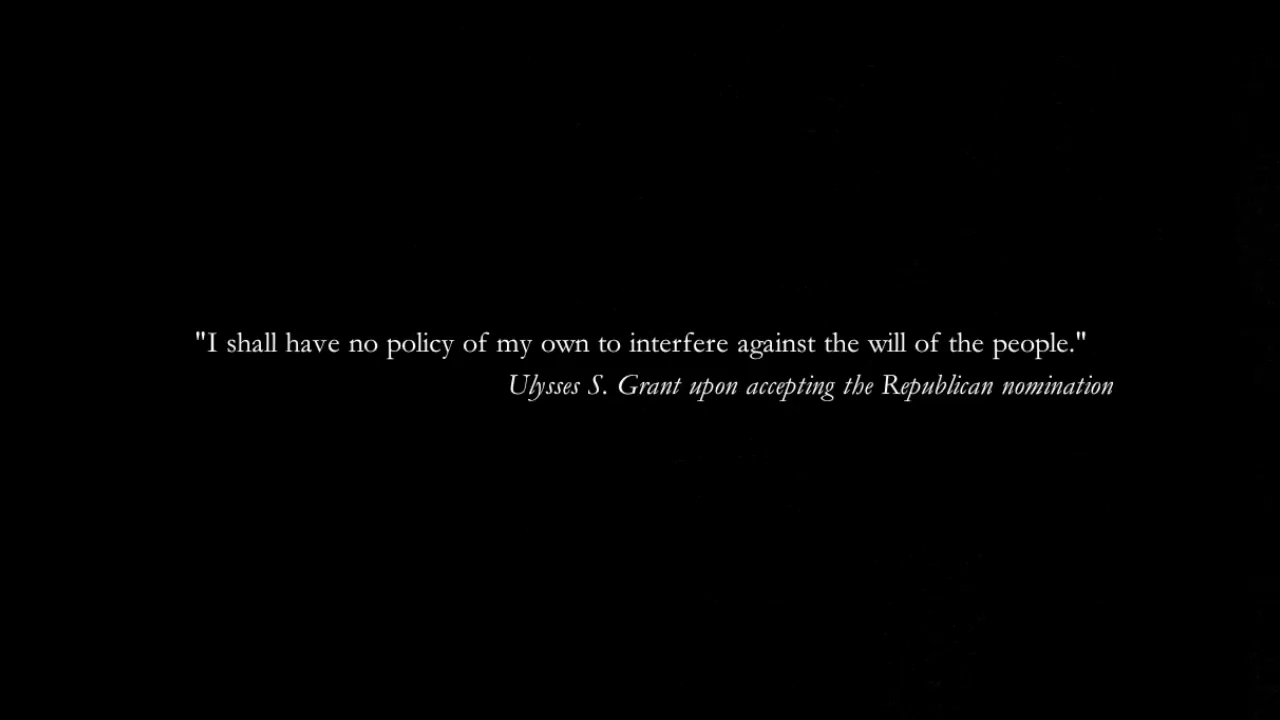 "I shall have no policy of my own to interfere against the will of the people."
Ulysses S. Grant upon accepting the Republican nomination